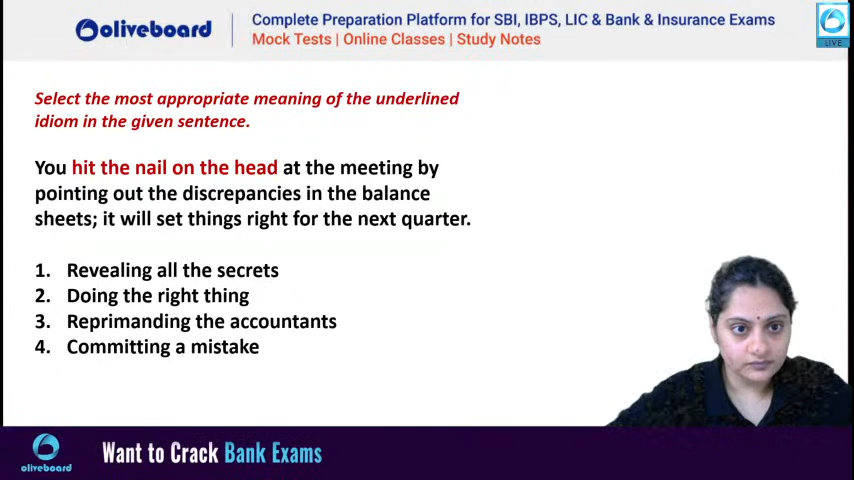 oliveboard
Complete Preparation Platform for SBI, IBPS, LIC & Bank & Insurance Exams
Mock Tests | Online Classes | Study Notes
LIVE
Select the most appropriate meaning of the underlined
idiom in the given sentence.
You hit the nail on the head at the meeting by
pointing out the discrepancies in the balance
sheets; it will set things right for the next quarter.
1. Revealing all the secrets
2. Doing the right thing
3. Reprimanding the accountants
4. Committing a mistake
oliveboard
Want to Crack Bank Exams